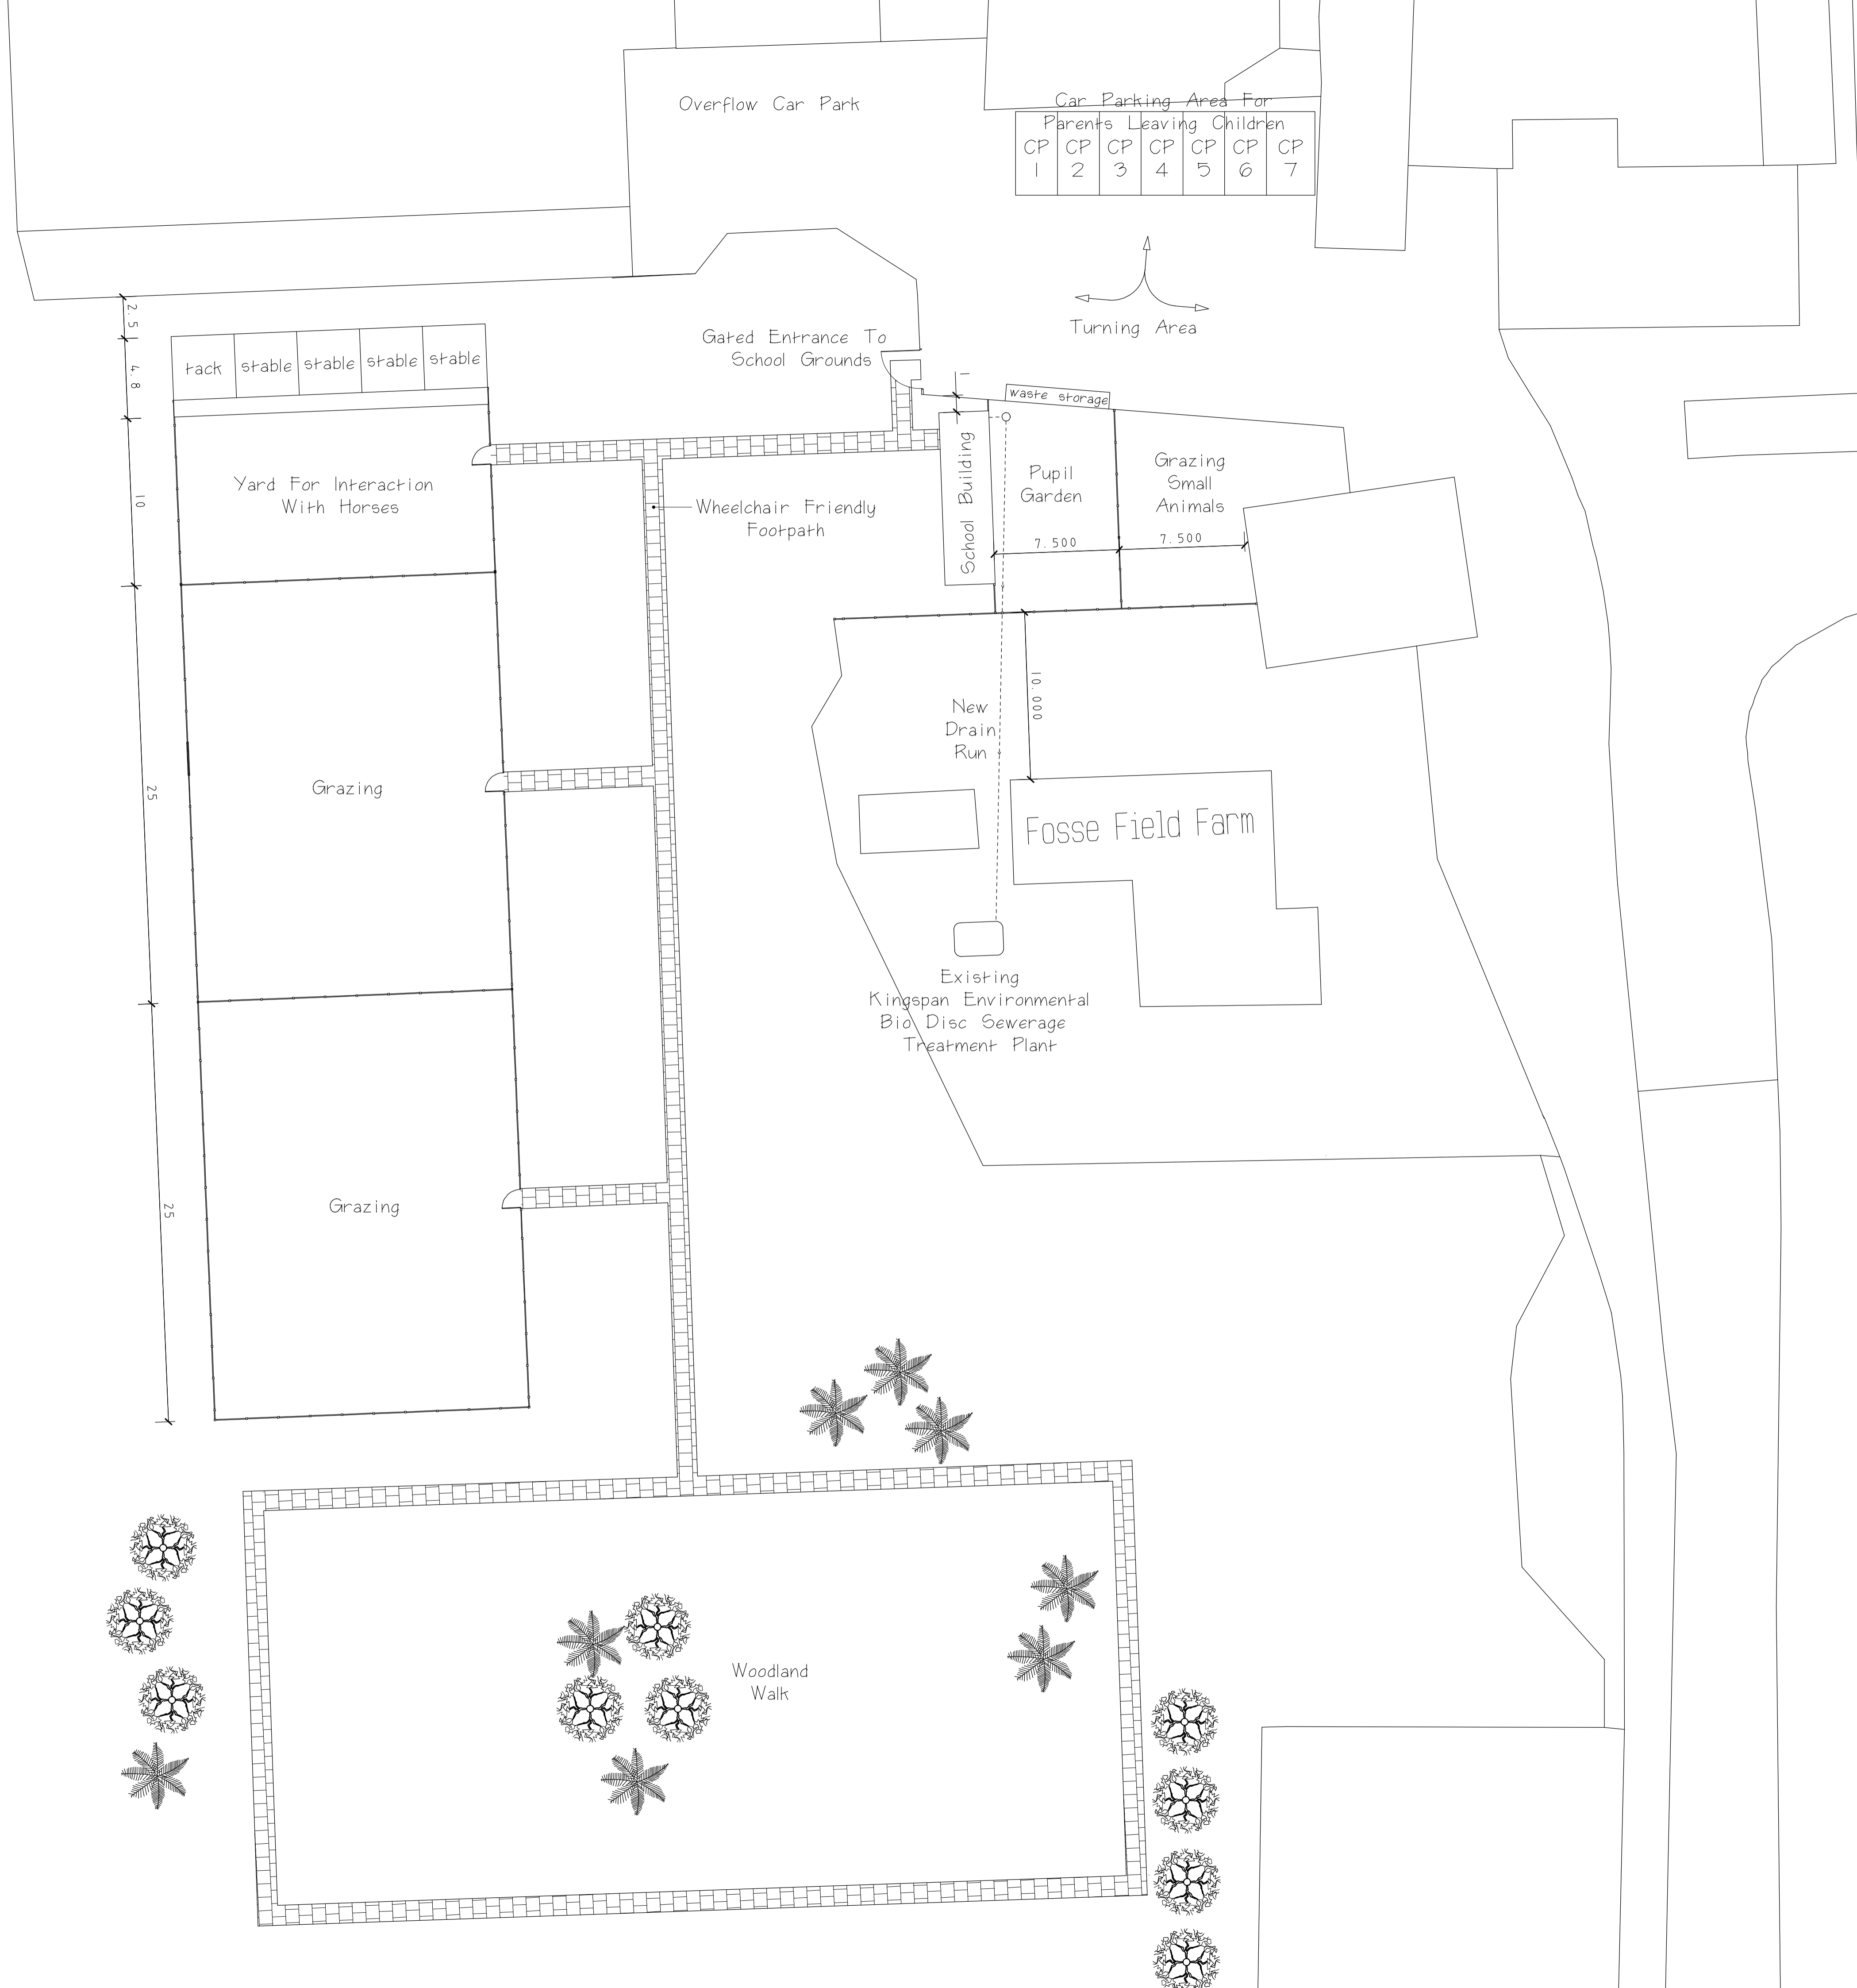 Overflow Car Park
Car Parking Area For
Parents Leaving Children
CP 1
CP 2
CP 3
CP 4
CP 5
CP 6
CP 7
Turning Area
Gated Entrance To
School Grounds
2.5
4.8
10
25
25
tack
stable
stable
stable
stable
1
waste storage
School Building
Pupil
Garden
Grazing
Small
Animals
7.500
7.500
Yard For Interaction
With Horses
Wheelchair Friendly
Footpath
10.000
New
Drain
Run
Grazing
Fosse Field Farm
Existing
Kingspan Environmental
Bio Disc Sewerage
Treatment Plant
Grazing
Woodland
Walk